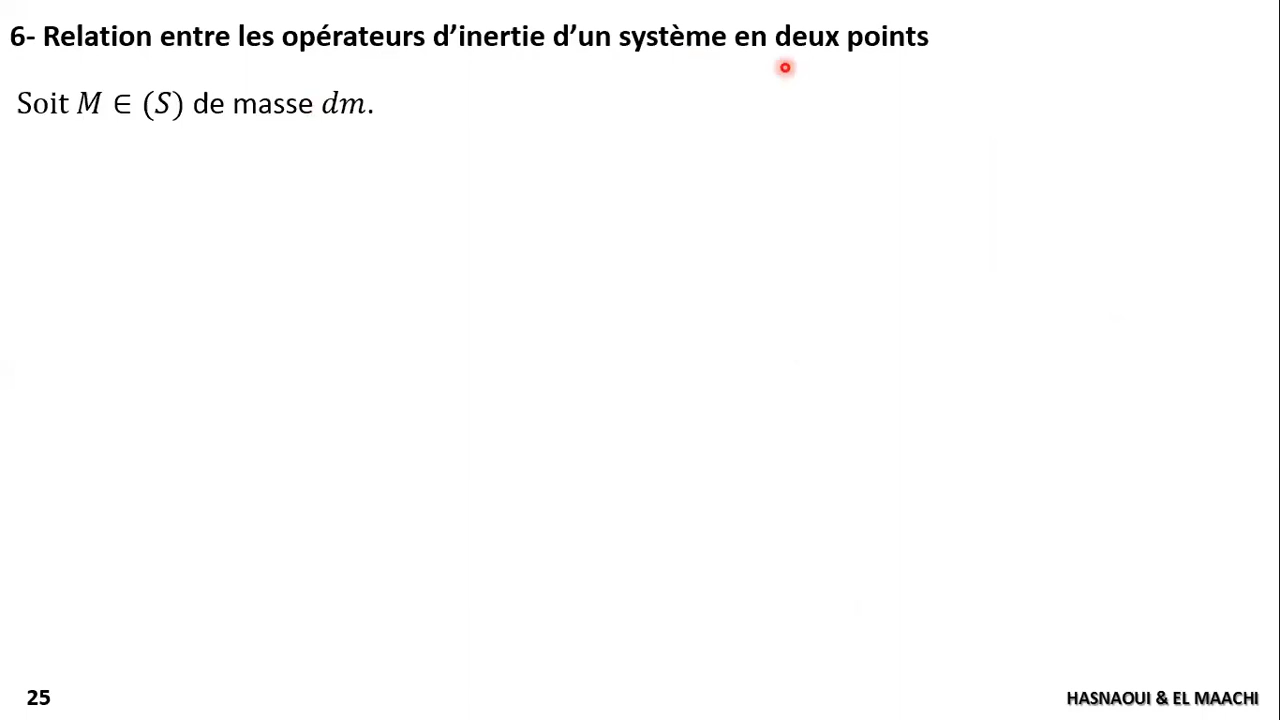 6- Relation entre les opérateurs d’inertie d’un système en deux points
Soit 𝑀 ∈ (𝑆) de masse 𝑑𝑚.
25
HASNAOUI & EL MAACHI